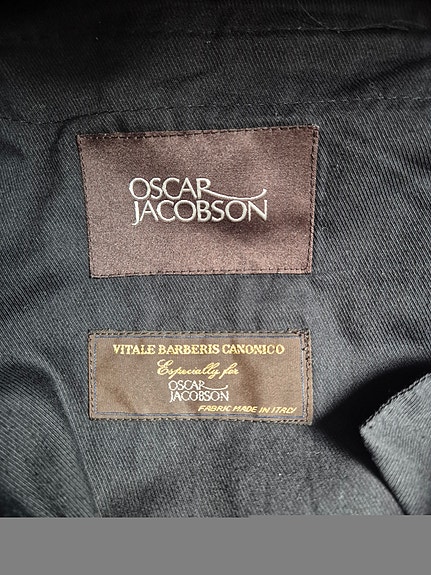 OSCAR
JACOBSON
VITALE BARBERIS CANONICO
Especially for
OSCAR
JACOBSON
FABRIC MADE IN ITALY